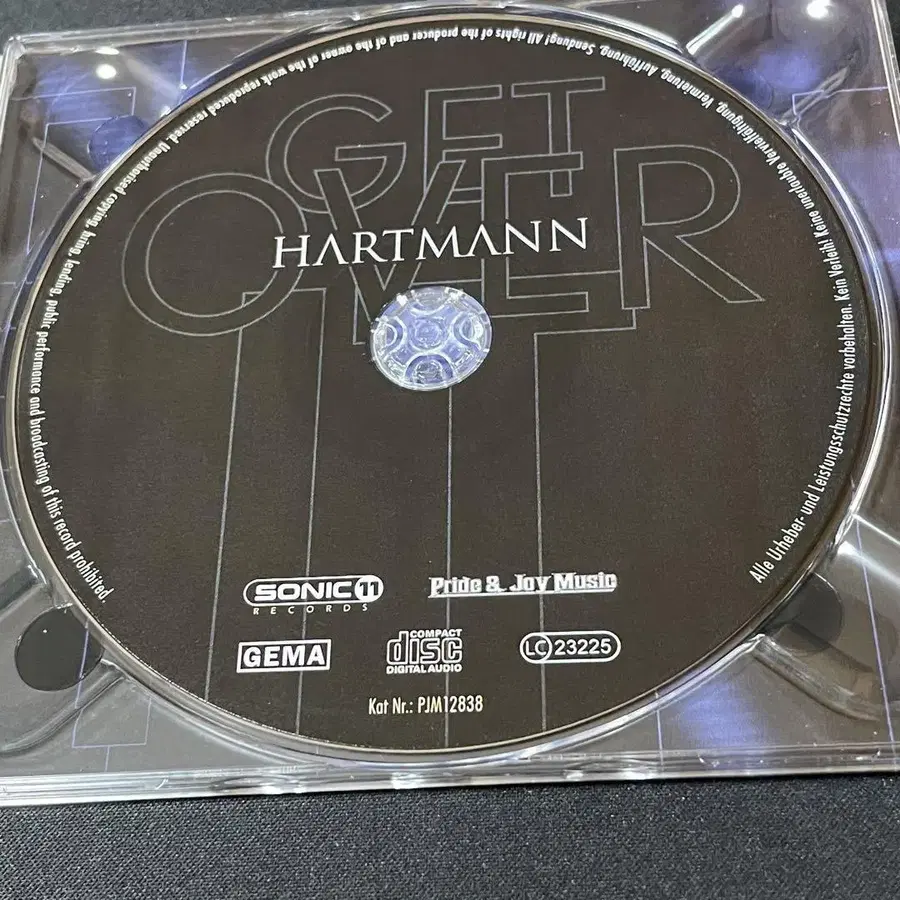 GET
OVER
IT
HARTMANN
SONIC 11
RECORDS
Pride & Joy Music
GEMA
COMPACT
disc
DIGITAL AUDIO
LC 23225
Kat Nr.: PJM12838
Alle Urheber- und Leistungsschutzrechte vorbehalten. Kein Verleih! Keine unerlaubte Vervielfältigung, Vermietung, Aufführung, Sendung! All rights of the producer and of the owner of the work reproduced reserved. Unauthorised copying, hiring, lending, public performance and broadcasting of this record prohibited.